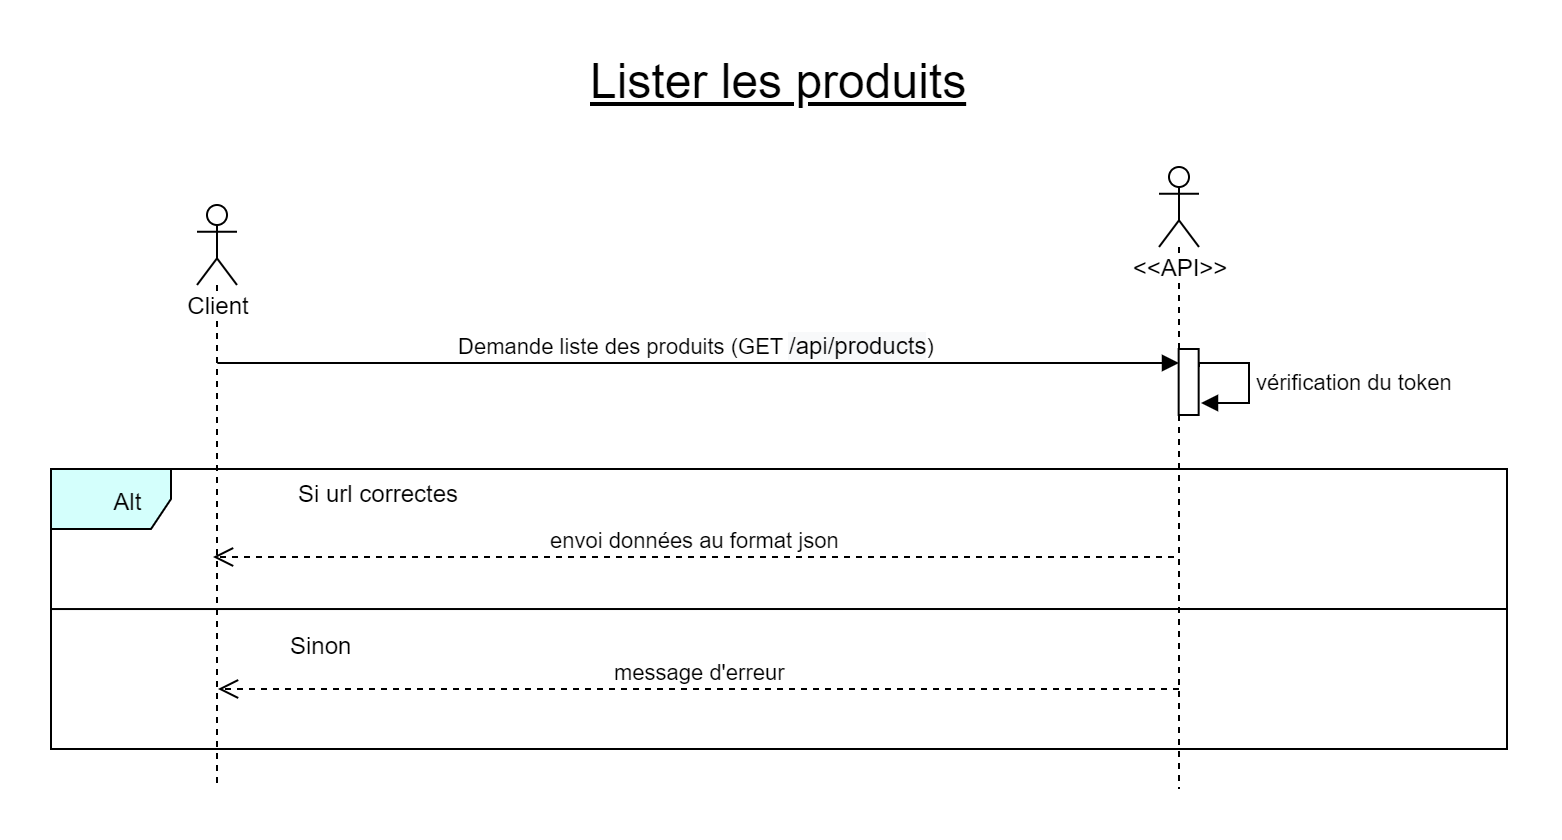 Lister les produits
<<API>>
Client
Demande liste des produits (GET /api/products)
vérification du token
Alt
Si url correctes
envoi données au format json
Sinon
message d'erreur